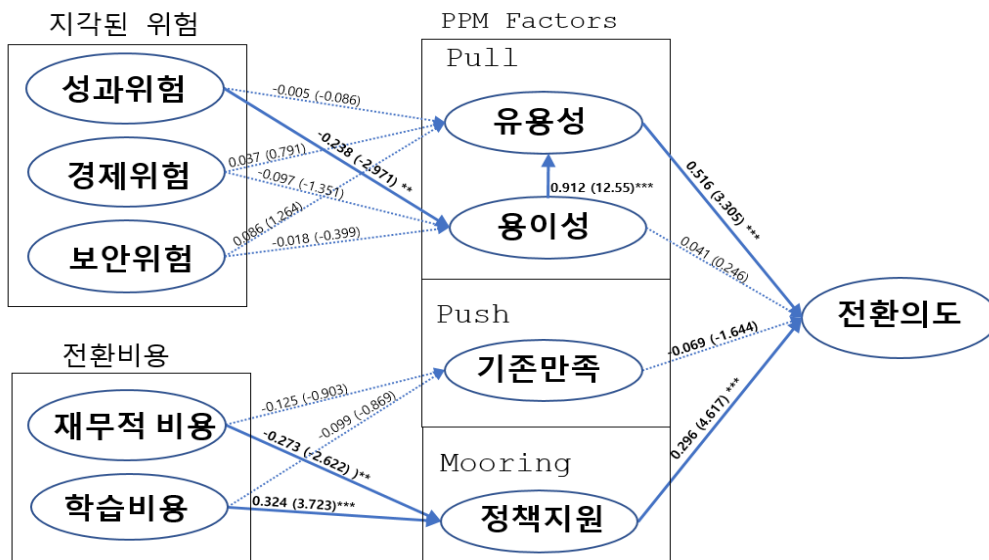 지각된 위험
PPM Factors
Pull
성과위험
-0.005 (-0.086)
유용성
-0.238 (-2.971) **
0.037 (0.791)
경제위험
-0.097 (-1.351)
0.912 (12.55)***
0.516 (3.305) ***
0.086 (1.264)
용이성
보안위험
-0.018 (-0.399)
0.041 (0.246)
Push
전환의도
전환비용
-0.069 (-1.644)
기존만족
-0.125 (-0.903)
-0.099 (-0.869)
재무적 비용
-0.273 (-2.622) )**
0.296 (4.617) ***
Mooring
학습비용
0.324 (3.723)***
정책지원